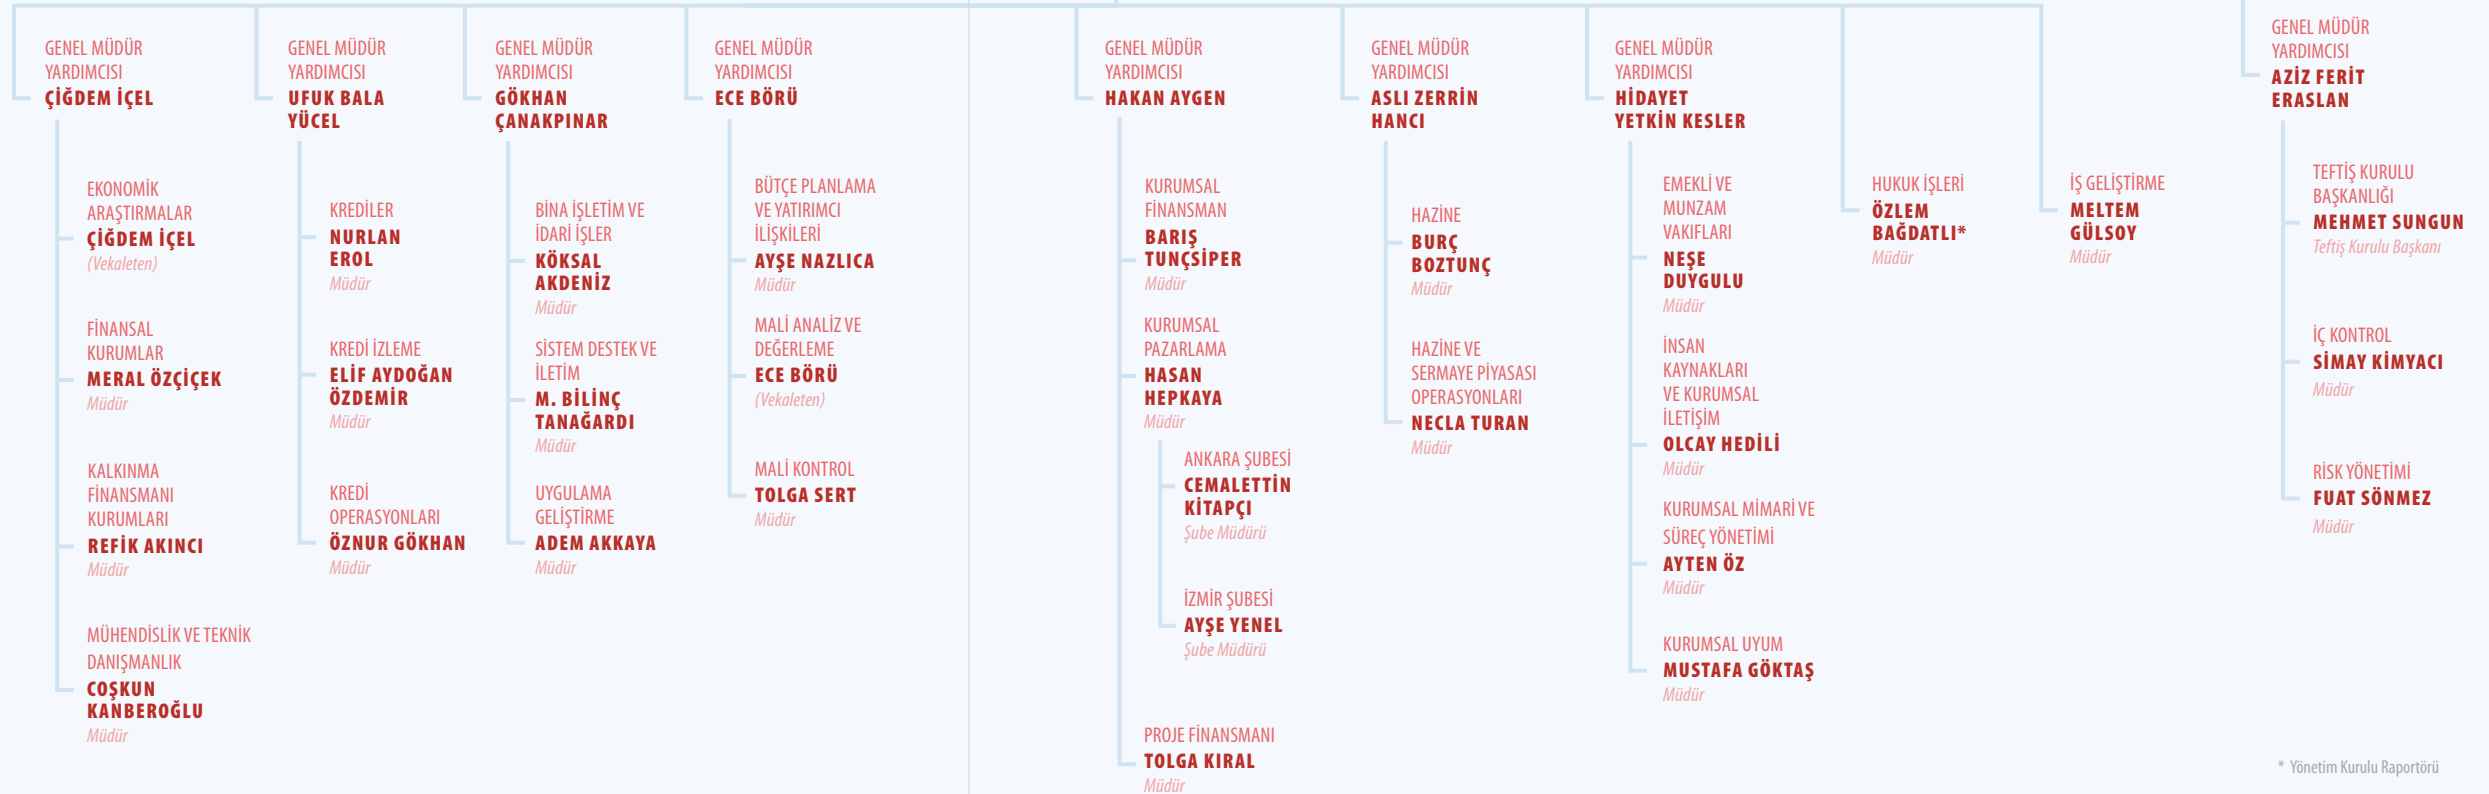 GENEL MÜDÜR
YARDIMCISI
ÇİĞDEM İÇEL
EKONOMİK
ARAŞTIRMALAR
ÇİĞDEM İÇEL
(Vekaleten)
FİNANSAL
KURUMLAR
MERAL ÖZÇİÇEK
Müdür
KALKINMA
FİNANSMANI
KURUMLARI
REFİK AKINCI
Müdür
MÜHENDİSLİK VE TEKNİK
DANIŞMANLIK
COŞKUN
KANBEROĞLU
Müdür
GENEL MÜDÜR
YARDIMCISI
UFUK BALA
YÜCEL
KREDİLER
NURLAN
EROL
Müdür
KREDİ İZLEME
ELİF AYDOĞAN
ÖZDEMİR
Müdür
KREDİ
OPERASYONLARI
ÖZNUR GÖKHAN
Müdür
GENEL MÜDÜR
YARDIMCISI
GÖKHAN
ÇANAKPINAR
BİNA İŞLETİM VE
İDARİ İŞLER
KÖKSAL
AKDENİZ
Müdür
SİSTEM DESTEK VE
İLETİM
M. BİLİNÇ
TANAĞARDI
Müdür
UYGULAMA
GELİŞTİRME
ADEM AKKAYA
Müdür
GENEL MÜDÜR
YARDIMCISI
ECE BÖRÜ
BÜTÇE PLANLAMA
VE YATIRIMCI
İLİŞKİLERİ
AYŞE NAZLICA
Müdür
MALİ ANALİZ VE
DEĞERLEME
ECE BÖRÜ
(Vekaleten)
MALİ KONTROL
TOLGA SERT
Müdür
GENEL MÜDÜR
YARDIMCISI
HAKAN AYGEN
KURUMSAL
FİNANSMAN
BARIŞ
TUNÇSİPER
Müdür
KURUMSAL
PAZARLAMA
HASAN
HEPKAYA
Müdür
ANKARA ŞUBESİ
CEMALETTİN
KİTAPÇI
Şube Müdürü
İZMİR ŞUBESİ
AYŞE YENEL
Şube Müdürü
PROJE FİNANSMANI
TOLGA KIRAL
Müdür
GENEL MÜDÜR
YARDIMCISI
ASLI ZERRİN
HANCI
HAZİNE
BURÇ
BOZTUNÇ
Müdür
HAZİNE VE
SERMAYE PİYASASI
OPERASYONLARI
NECLA TURAN
Müdür
GENEL MÜDÜR
YARDIMCISI
HİDAYET
YETKİN KESLER
EMEKLİ VE
MUNZAM
VAKIFLARI
NEŞE
DUYGULU
Müdür
İNSAN
KAYNAKLARI
VE KURUMSAL
İLETİŞİM
OLCAY HEDİLİ
Müdür
KURUMSAL MİMARİ VE
SÜREÇ YÖNETİMİ
AYTEN ÖZ
Müdür
KURUMSAL UYUM
MUSTAFA GÖKTAŞ
Müdür
HUKUK İŞLERİ
ÖZLEM
BAĞDATLI*
Müdür
İŞ GELİŞTİRME
MELTEM
GÜLSOY
Müdür
GENEL MÜDÜR
YARDIMCISI
AZİZ FERİT
ERASLAN
TEFTİŞ KURULU
BAŞKANLIĞI
MEHMET SUNGUN
Teftiş Kurulu Başkanı
İÇ KONTROL
SİMAY KİMYACI
Müdür
RİSK YÖNETİMİ
FUAT SÖNMEZ
Müdür
* Yönetim Kurulu Raportörü